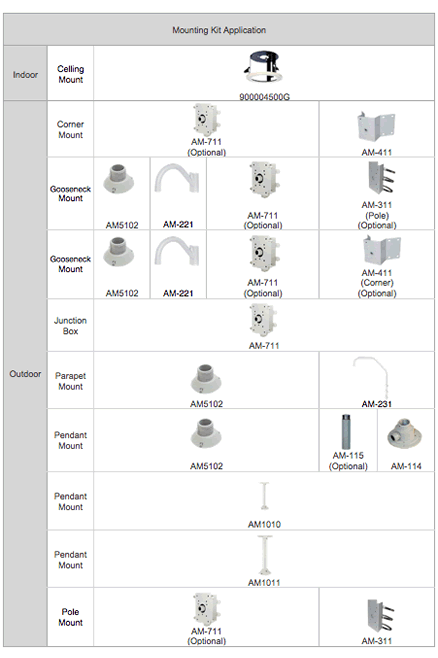 Mounting Kit Application
Indoor
Celling
Mount
900004500G
Outdoor
Corner
Mount
AM-711
(Optional)
AM-411
Gooseneck
Mount
AM5102
AM-221
AM-711
(Optional)
AM-311
(Pole)
(Optional)
Gooseneck
Mount
AM5102
AM-221
AM-711
(Optional)
AM-411
(Corner)
(Optional)
Junction
Box
AM-711
Parapet
Mount
AM5102
AM-231
Pendant
Mount
AM5102
AM-115
(Optional)
AM-114
Pendant
Mount
AM1010
Pendant
Mount
AM1011
Pole
Mount
AM-711
(Optional)
AM-311